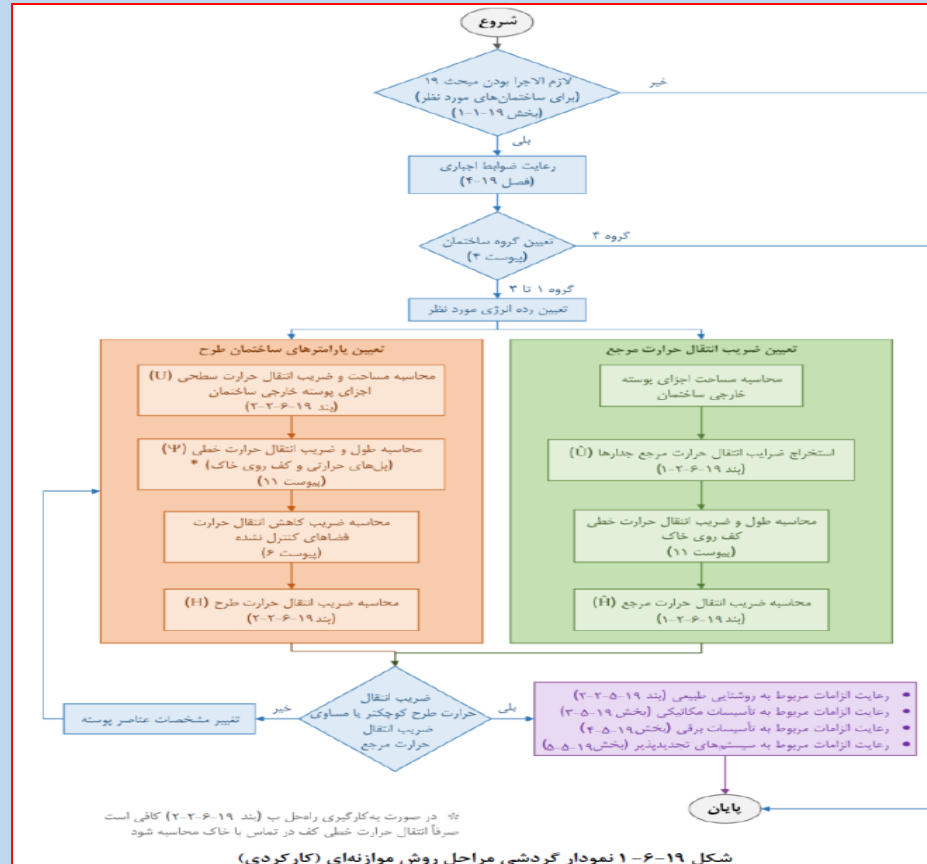 شروع
لازم الاجرا بودن مبحث ۱۹
(برای ساختمان‌های مورد نظر)
(بخش ۱۹-۱-۱)
خیر
بلی
رعایت ضوابط اجباری
(فصل ۱۹-۴)
تعیین گروه ساختمان
(پیوست ۴)
گروه ۴
گروه ۱ تا ۳
تعیین رده انرژی مورد نظر
تعیین ضریب انتقال حرارت مرجع
محاسبه مساحت اجزای پوسته
خارجی ساختمان
استخراج ضرایب انتقال حرارت مرجع جدارها (Û)
(بند ۱۹-۶-۲-۱)
محاسبه طول و ضریب انتقال حرارت خطی
کف روی خاک
(پیوست ۱۱)
محاسبه ضریب انتقال حرارت مرجع (Ĥ)
(بند ۱۹-۶-۲-۱)
تعیین پارامترهای ساختمان طرح
محاسبه مساحت و ضریب انتقال حرارت سطحی (U)
اجزای پوسته خارجی ساختمان
(بند ۱۹-۶-۲-۲)
محاسبه طول و ضریب انتقال حرارت خطی (Ψ)
(پل‌های حرارتی و کف روی خاک) *
(پیوست ۱۱)
محاسبه ضریب کاهش انتقال حرارت
فضاهای کنترل نشده
(پیوست ۶)
محاسبه ضریب انتقال حرارت طرح (H)
(بند ۱۹-۶-۲-۲)
ضریب انتقال
حرارت طرح کوچکتر یا مساوی
ضریب انتقال
حرارت مرجع
بلی
خیر
تغییر مشخصات عناصر پوسته
• رعایت الزامات مربوط به روشنایی طبیعی (بند ۱۹-۵-۲-۲)
• رعایت الزامات مربوط به تأسیسات مکانیکی (بخش ۱۹-۵-۳)
• رعایت الزامات مربوط به تأسیسات برقی (بخش ۱۹-۵-۴)
• رعایت الزامات مربوط به سیستم‌های تجدیدپذیر (بخش ۱۹-۵-۵)
پایان
* در صورت به‌کارگیری راه‌حل ب (بند ۱۹-۶-۲-۲) کافی است
صرفاً انتقال حرارت خطی کف در تماس با خاک محاسبه شود
شکل ۱۹-۶-۱ نمودار گردشی مراحل روش موازنه‌ای (کارکردی)